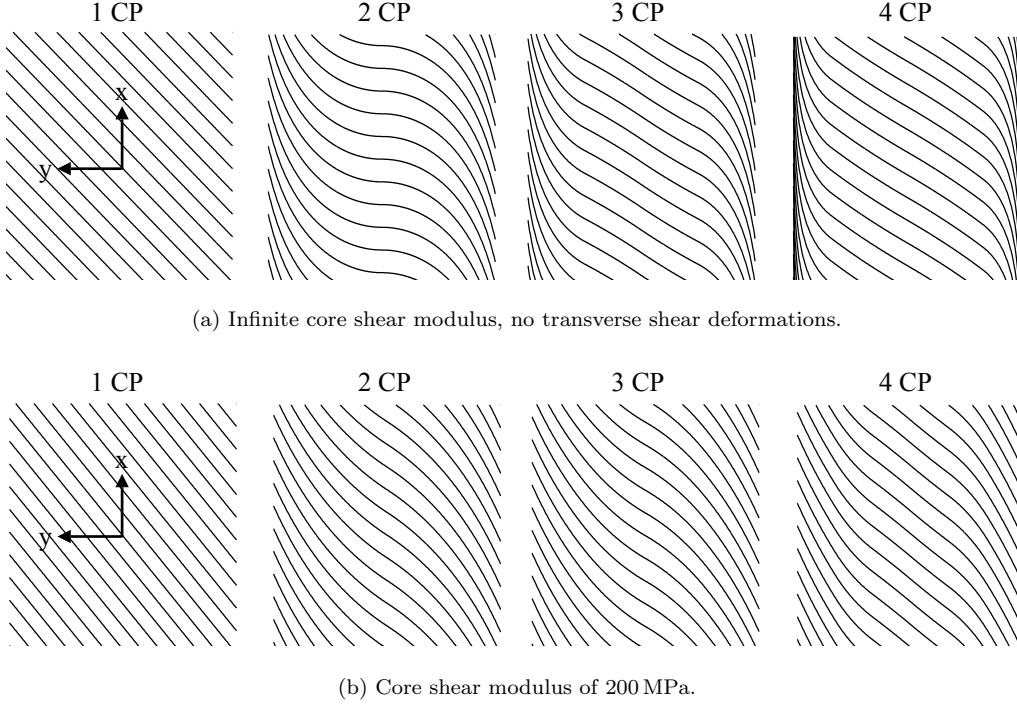 1 CP 2 CP 3 CP 4 CP
x
y
(a) Infinite core shear modulus, no transverse shear deformations.
1 CP 2 CP 3 CP 4 CP
x
y
(b) Core shear modulus of 200 MPa.